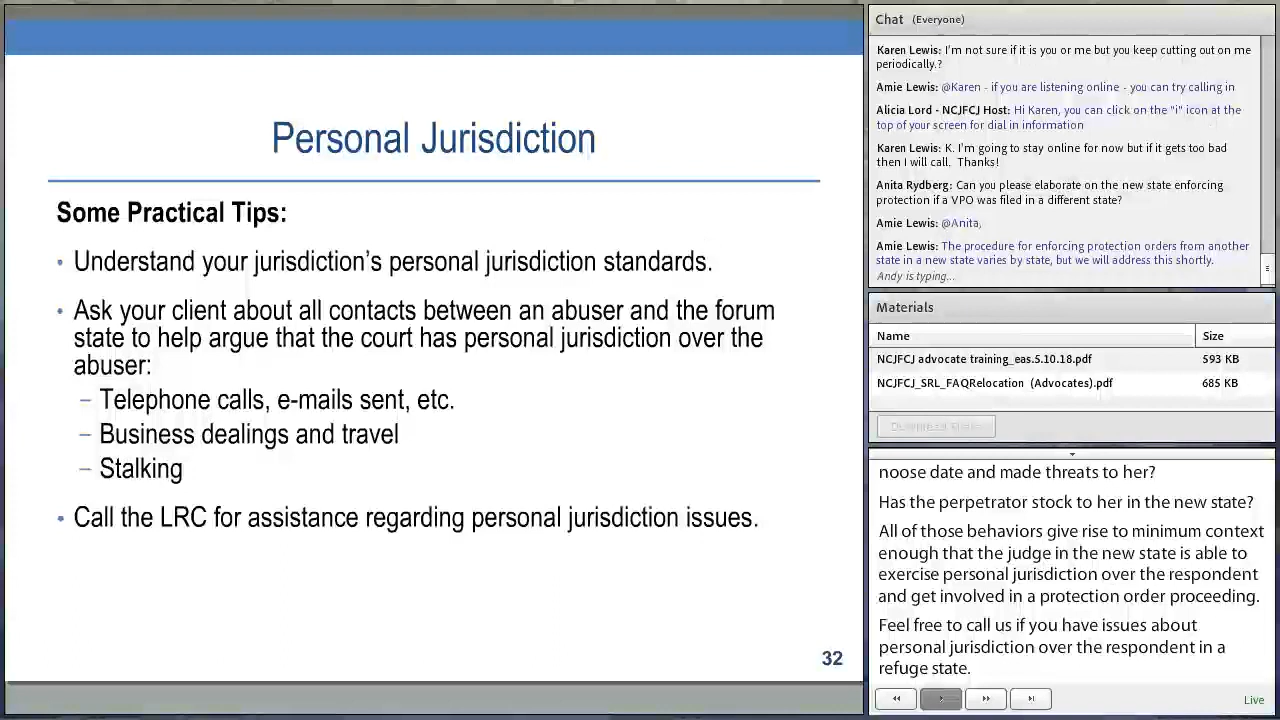 Personal Jurisdiction
Some Practical Tips:
• Understand your jurisdiction's personal jurisdiction standards.
• Ask your client about all contacts between an abuser and the forum
state to help argue that the court has personal jurisdiction over the
abuser:
– Telephone calls, e-mails sent, etc.
– Business dealings and travel
– Stalking
• Call the LRC for assistance regarding personal jurisdiction issues.
32
Chat (Everyone)
Karen Lewis: I'm not sure if it is you or me but you keep cutting out on me
periodically.?
Amie Lewis: @Karen - if you are listening online - you can try calling in
Alicia Lord - NCJFCJ Host: Hi Karen, you can click on the "i" icon at the
top of your screen for dial in information
Karen Lewis: K. I'm going to stay online for now but if it gets too bad
then I will call. Thanks!
Anita Rydberg: Can you please elaborate on the new state enforcing
protection if a VPO was filed in a different state?
Amie Lewis: @Anita,
Amie Lewis: The procedure for enforcing protection orders from another
state in a new state varies by state, but we will address this shortly.
Andy is typing...
Materials
Name Size
NCJFCJ advocate training_eas.5.10.18.pdf 593 KB
NCJFCJ_SRL_FAQRelocation (Advocates).pdf 685 KB
noose date and made threats to her?
Has the perpetrator stock to her in the new state?
All of those behaviors give rise to minimum context
enough that the judge in the new state is able to
exercise personal jurisdiction over the respondent
and get involved in a protection order proceeding.
Feel free to call us if you have issues about
personal jurisdiction over the respondent in a
refuge state.
Live